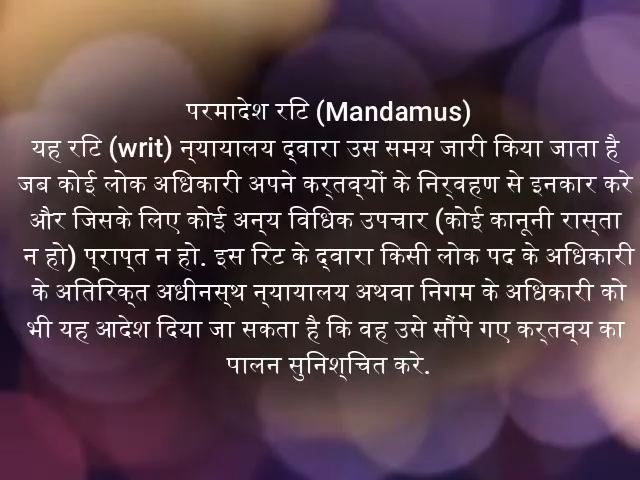 परमादेश रटि (Mandamus)
यह रटि (writ) न्यायालय द्वारा उस समय जारी किया जाता है
जब कोई लोक अधिकारी अपने कर्तव्यों के निर्वहण से इनकार करे
और जिसके लिए कोई अन्य विधिक उपचार (कोई कानूनी रास्ता
न हो) प्राप्त न हो. इस रिट के द्वारा किसी लोक पद के अधिकारी
के अतिरिक्त अधीनस्थ न्यायालय अथवा निगम के अधिकारी को
भी यह आदेश दिया जा सकता है कि वह उसे सौंपे गए कर्तव्य का
पालन सुनिश्चित करे.